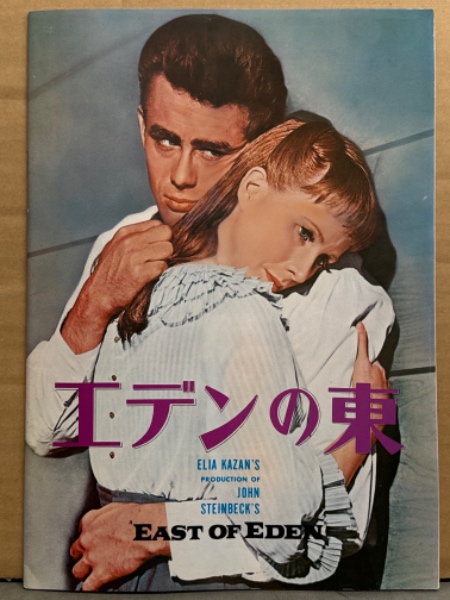 エデンの東
ELIA KAZAN'S
PRODUCTION OF
JOHN
STEINBECK'S
EAST OF EDEN